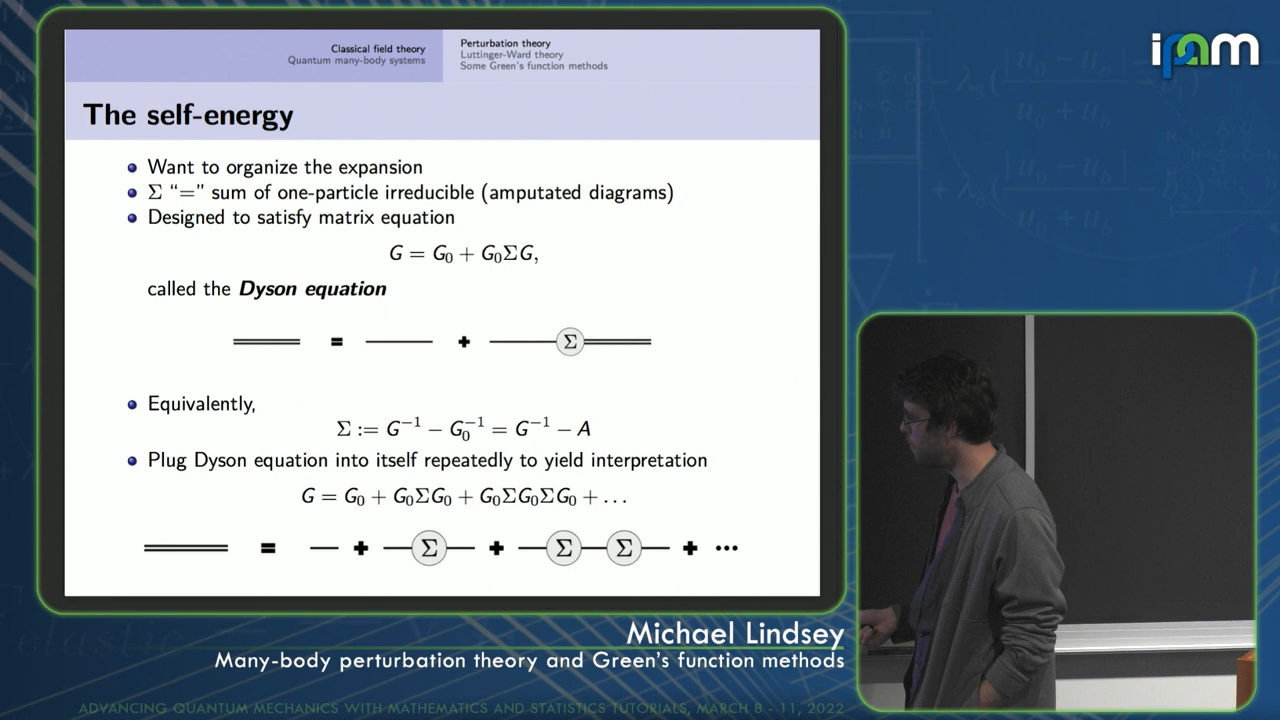 Classical field theory
Quantum many-body systems
Perturbation theory
Luttinger-Ward theory
Some Green's function methods
ipam
The self-energy
Want to organize the expansion
Σ “=” sum of one-particle irreducible (amputated diagrams)
Designed to satisfy matrix equation
G = G₀ + G₀ΣG,
called the Dyson equation
= + Σ
Equivalently,
Σ := G⁻¹ − G₀⁻¹ = G⁻¹ − A
Plug Dyson equation into itself repeatedly to yield interpretation
G = G₀ + G₀ΣG₀ + G₀ΣG₀ΣG₀ + . . .
= + Σ + Σ Σ + •••
Michael Lindsey
Many-body perturbation theory and Green's function methods
ADVANCING QUANTUM MECHANICS WITH MATHEMATICS AND STATISTICS TUTORIALS, MARCH 8 - 11, 2022